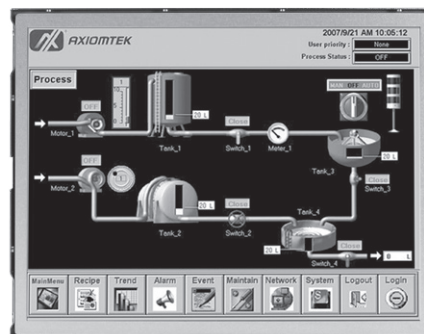 AXIOMTEK
2007/9/21 AM 10:05:12
User priority : None
Process Status : OFF
Process
MAN OFF AUTO
OFF
20 L
Close
Motor_1
Tank_1
Switch_1
Meter_1
20 L
Tank_3
OFF
Close
Switch_3
Motor_2
20 L
Tank_4
Tank_2
Switch_2
20 L
Close
0 L
Switch_4
MainMenu
Recipe
Trend
Alarm
Event
Maintain
Network
System
Logout
Login